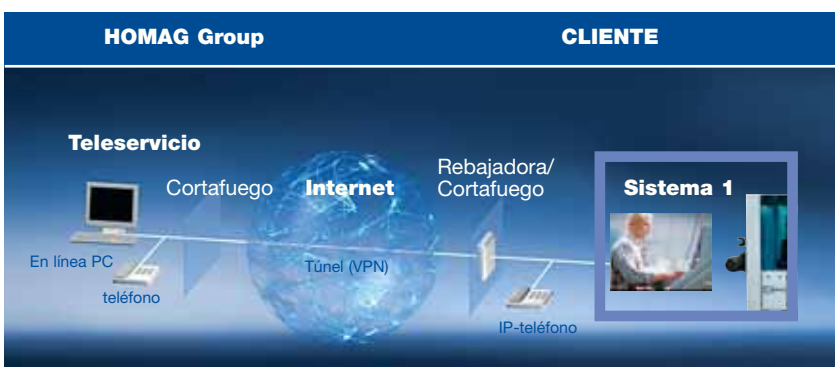 HOMAG Group
CLIENTE
Teleservicio
Cortafuego
Internet
Rebajadora/
Cortafuego
Sistema 1
En línea PC
teléfono
Túnel (VPN)
IP-teléfono